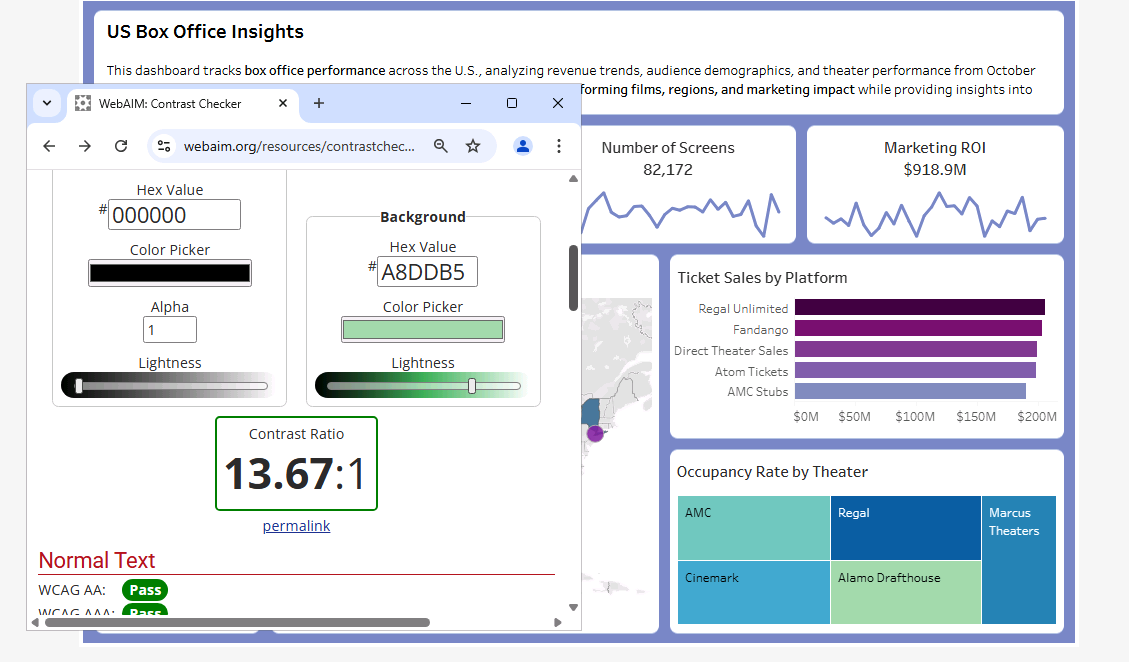 US Box Office Insights
This dashboard tracks box office performance across the U.S., analyzing revenue trends, audience demographics, and theater performance from October
forming films, regions, and marketing impact while providing insights into
WebAIM: Contrast Checker
webaim.org/resources/contrastchec...
Hex Value
#000000
Color Picker
Alpha
1
Lightness
Background
Hex Value
#A8DDB5
Color Picker
Lightness
Contrast Ratio
13.67:1
permalink
Normal Text
WCAG AA: Pass
WCAG AAA: Pass
Number of Screens
82,172
Marketing ROI
$918.9M
Ticket Sales by Platform
Regal Unlimited
Fandango
Direct Theater Sales
Atom Tickets
AMC Stubs
$0M $50M $100M $150M $200M
Occupancy Rate by Theater
AMC
Regal
Marcus
Theaters
Cinemark
Alamo Drafthouse